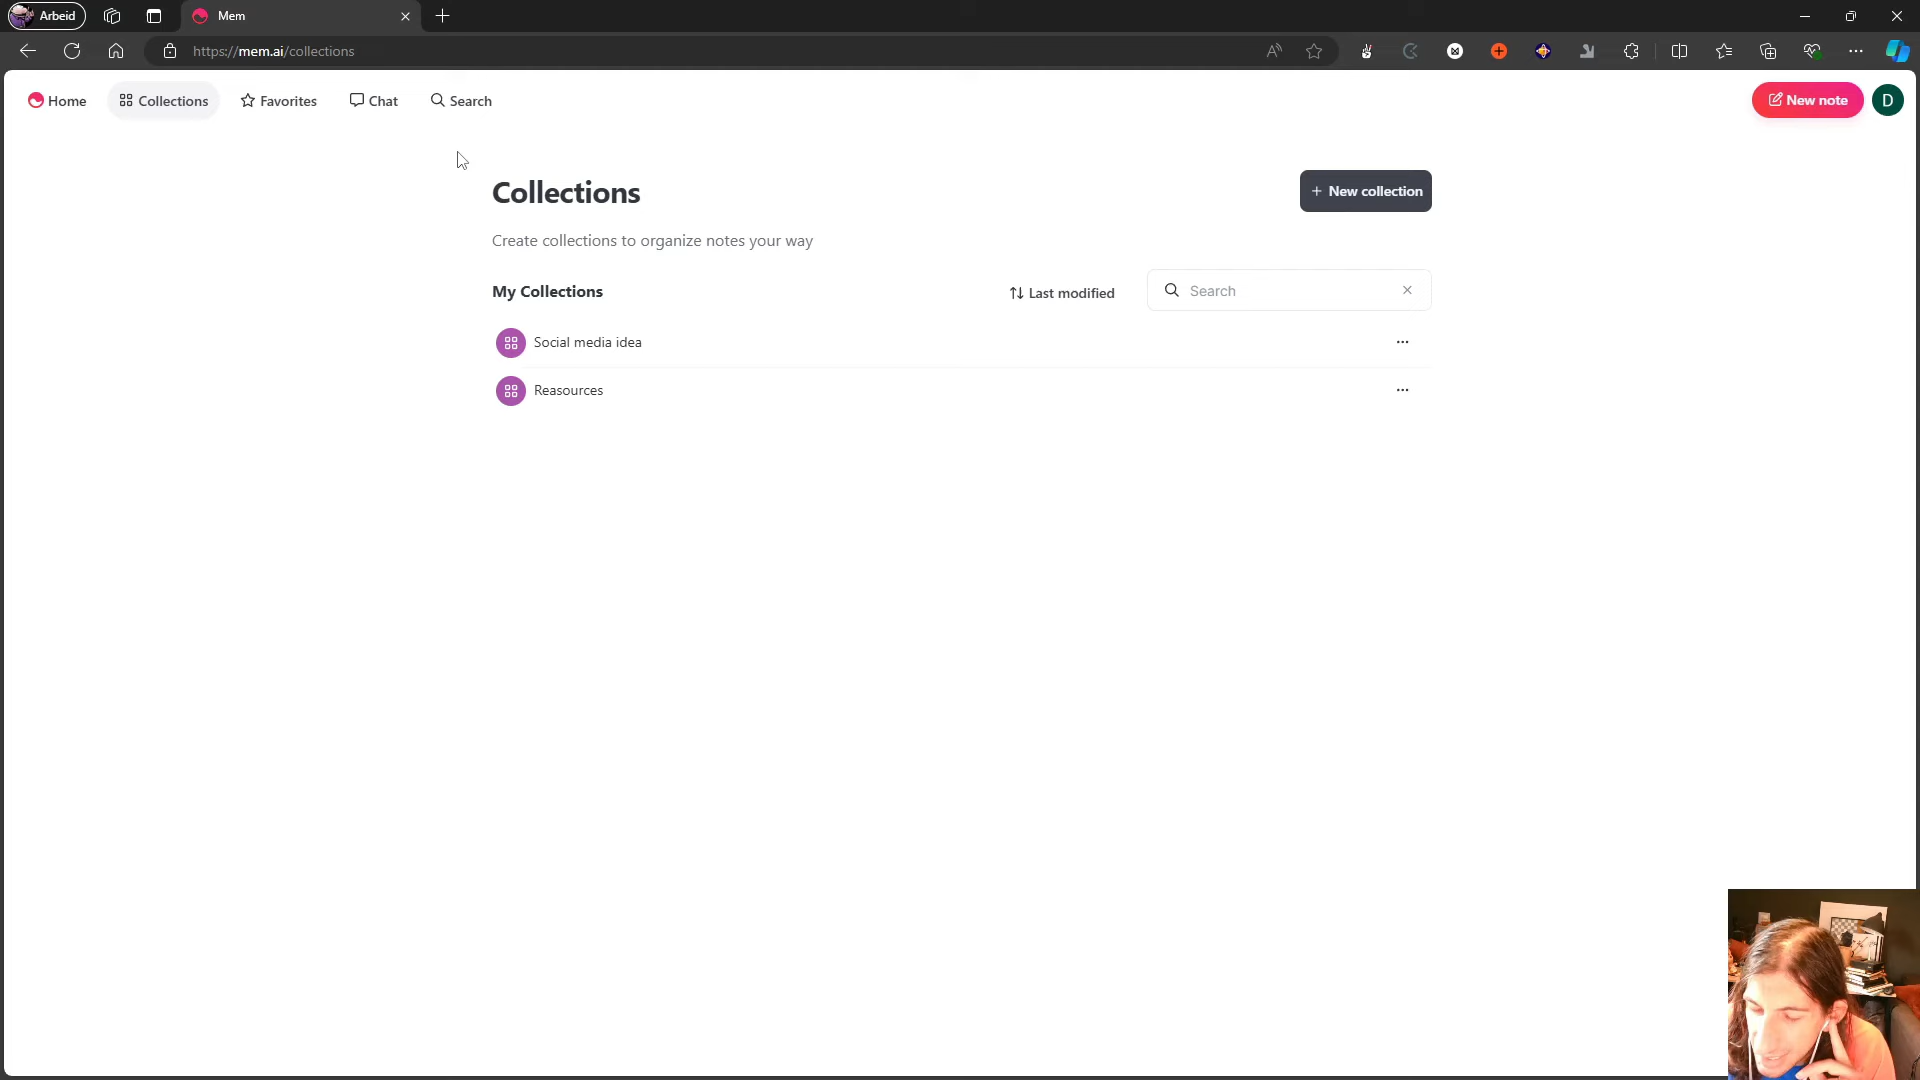 Arbeid
Mem
https://mem.ai/collections
Home
Collections
Favorites
Chat
Search
New note
D
Collections
+ New collection
Create collections to organize notes your way
My Collections
Last modified
Search
Social media idea
Reasources